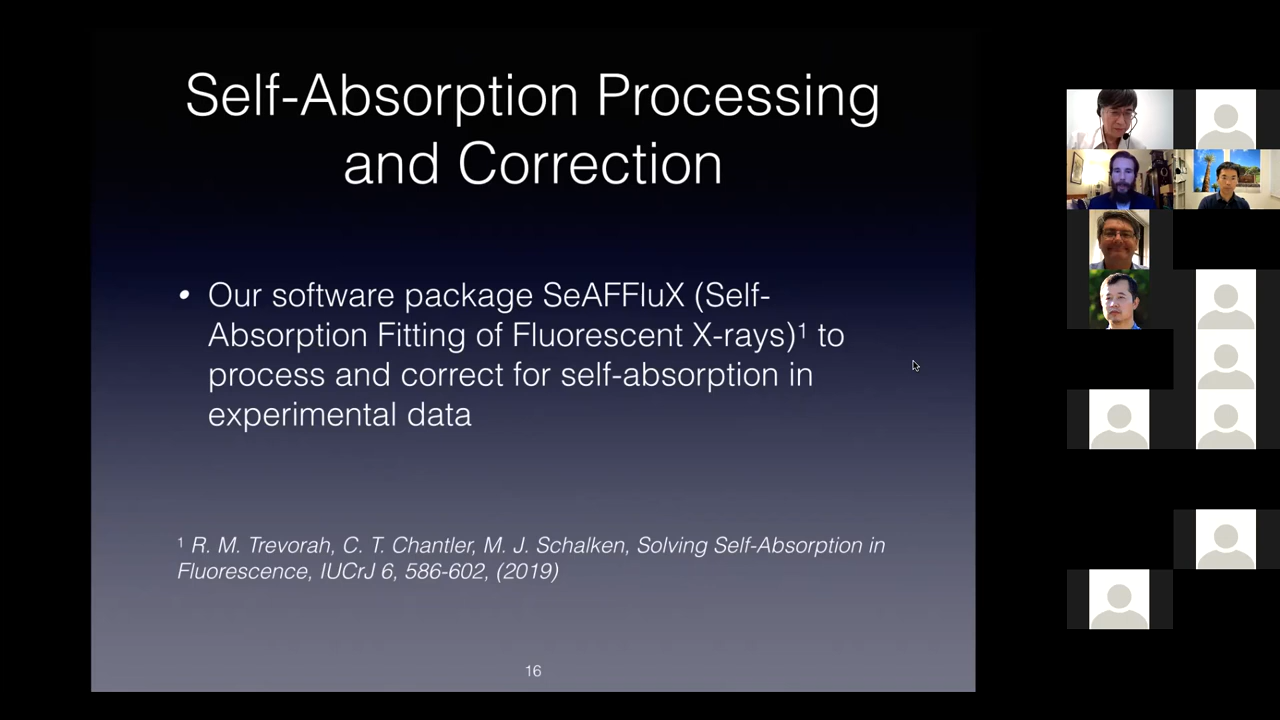 Self-Absorption Processing
and Correction
• Our software package SeAFFluX (Self-
Absorption Fitting of Fluorescent X-rays)¹ to
process and correct for self-absorption in
experimental data
¹ R. M. Trevorah, C. T. Chantler, M. J. Schalken, Solving Self-Absorption in
Fluorescence, IUCrJ 6, 586-602, (2019)
16